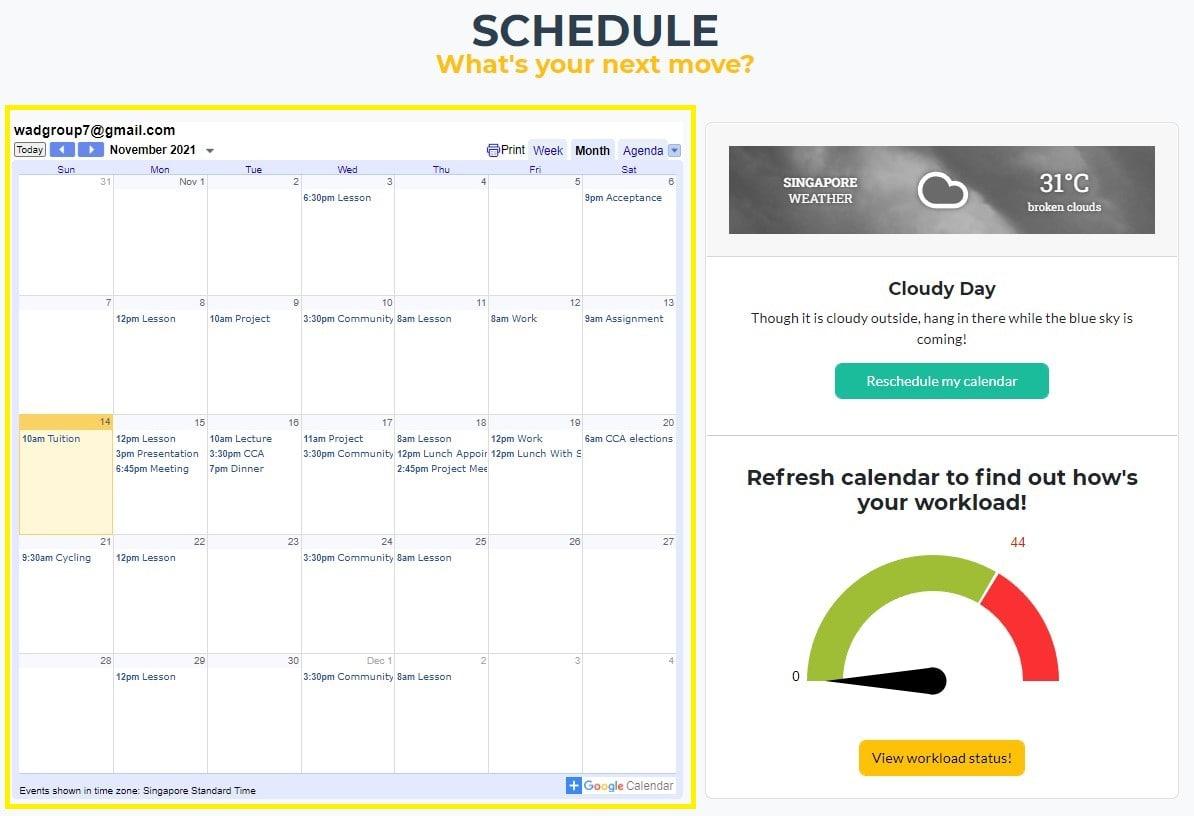 SCHEDULE
What's your next move?
wadgroup7@gmail.com
Today November 2021 Print Week Month Agenda
Sun Mon Tue Wed Thu Fri Sat
31 Nov 1 2 3 4 5 6
6:30pm Lesson 9pm Acceptance
7 8 9 10 11 12 13
12pm Lesson 10am Project 3:30pm Community 8am Lesson 8am Work 9am Assignment
14 15 16 17 18 19 20
10am Tuition 12pm Lesson 10am Lecture 11am Project 8am Lesson 12pm Work 6am CCA elections
3pm Presentation 3:30pm CCA 3:30pm Community 12pm Lunch Appoir 12pm Lunch With S
6:45pm Meeting 7pm Dinner 2:45pm Project Mee
21 22 23 24 25 26 27
9:30am Cycling 12pm Lesson 3:30pm Community 8am Lesson
28 29 30 Dec 1 2 3 4
12pm Lesson 3:30pm Community 8am Lesson
Events shown in time zone: Singapore Standard Time
Google Calendar
SINGAPORE
WEATHER
31°C
broken clouds
Cloudy Day
Though it is cloudy outside, hang in there while the blue sky is
coming!
Reschedule my calendar
Refresh calendar to find out how's
your workload!
44
0
View workload status!